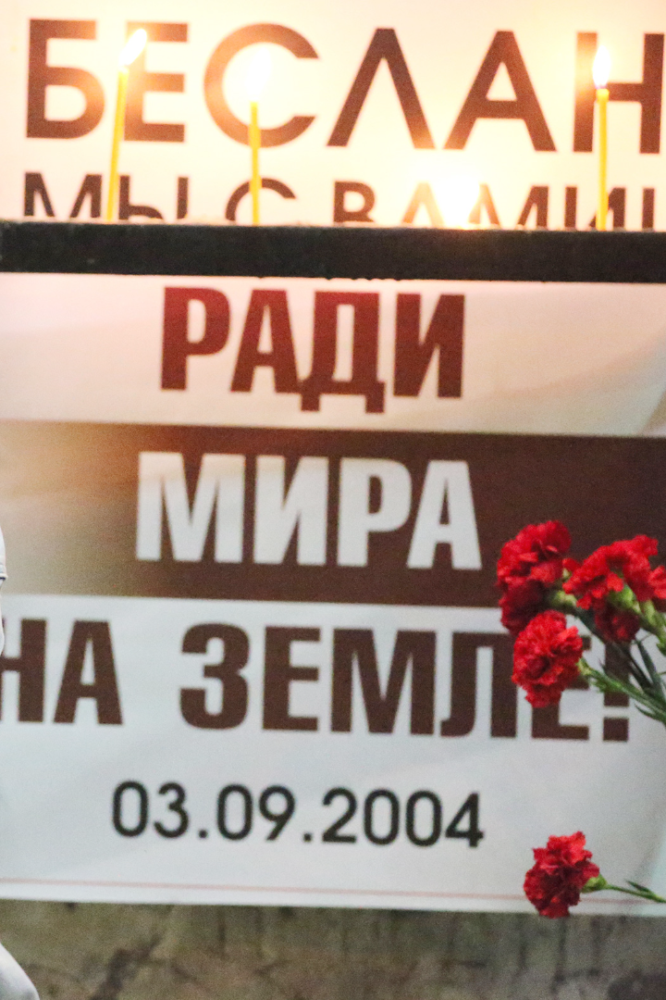 БЕСЛАН
МЫ С ВАМИ!
РАДИ
МИРА
НА ЗЕМЛЕ!
03.09.2004